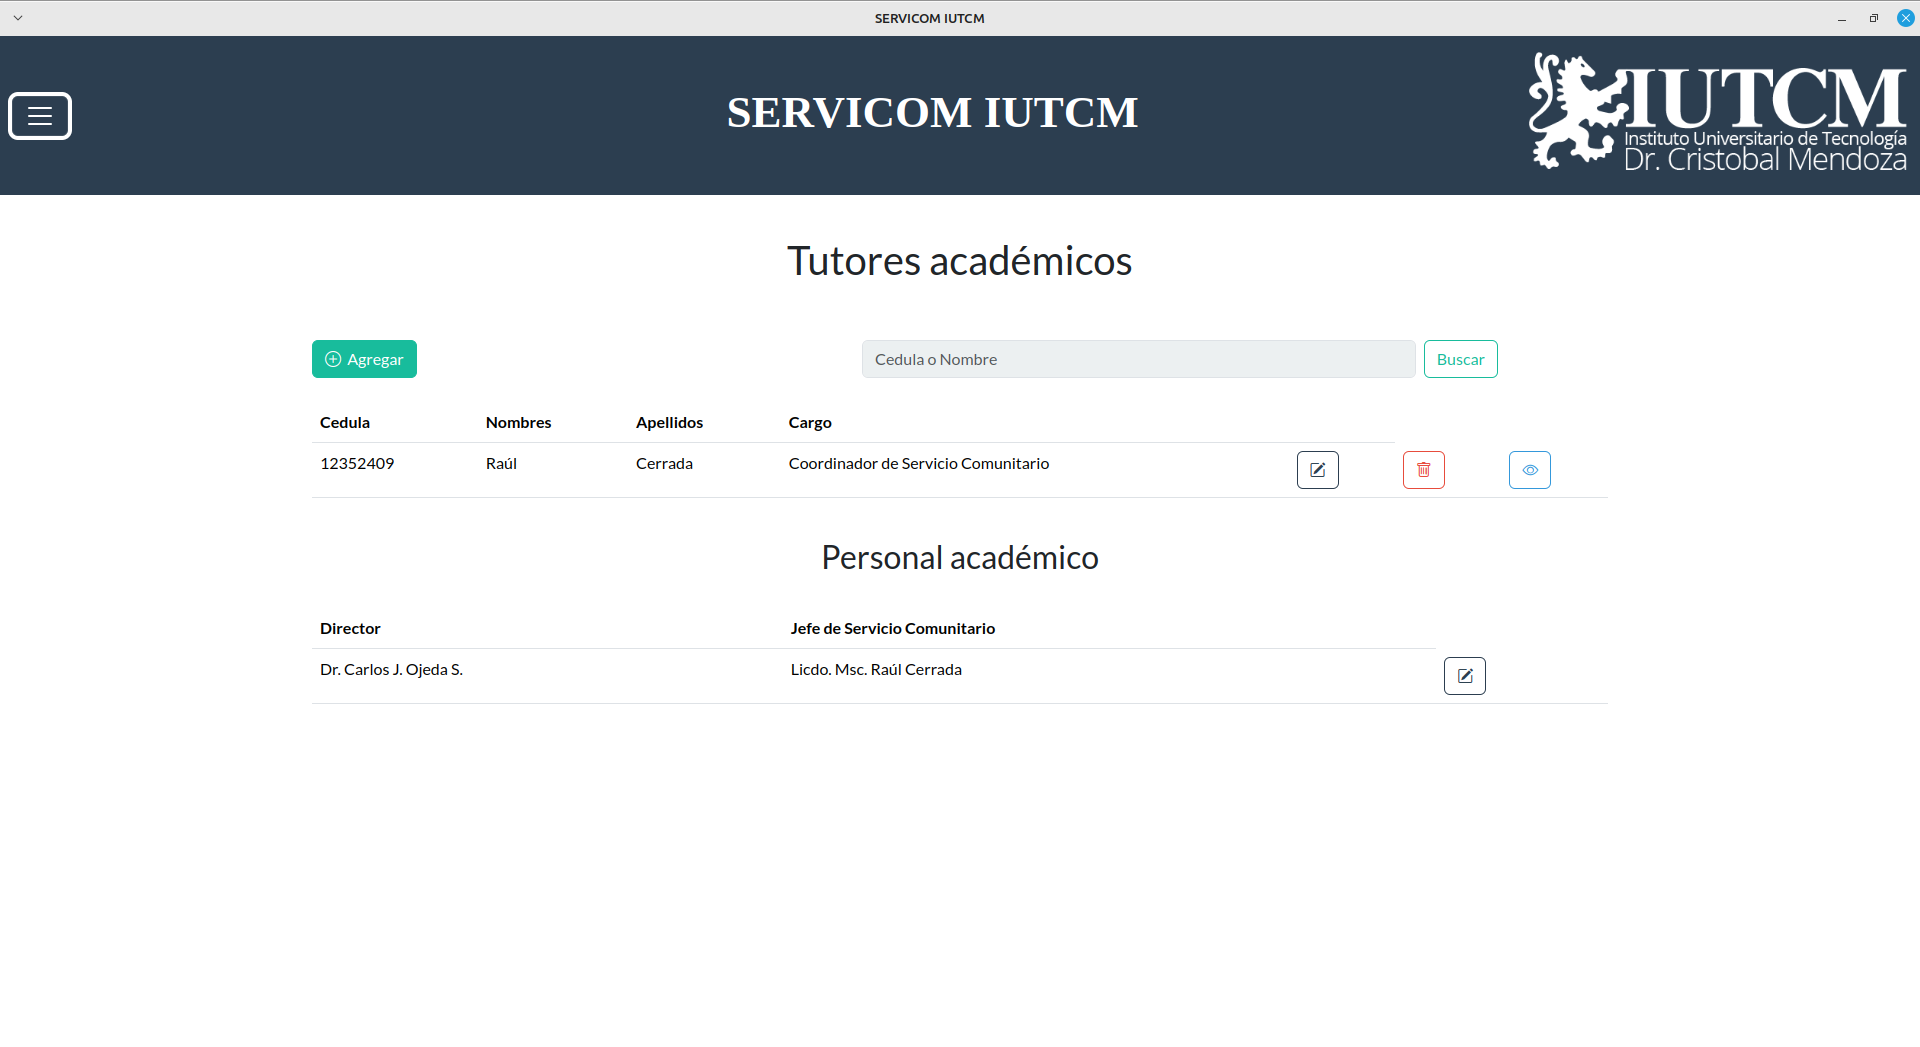 SERVICOM IUTCM
SERVICOM IUTCM
IUTCM
Instituto Universitario de Tecnología
Dr. Cristobal Mendoza
Tutores académicos
Agregar
Cedula o Nombre
Buscar
Cedula Nombres Apellidos Cargo
12352409 Raúl Cerrada Coordinador de Servicio Comunitario
Personal académico
Director Jefe de Servicio Comunitario
Dr. Carlos J. Ojeda S. Licdo. Msc. Raúl Cerrada